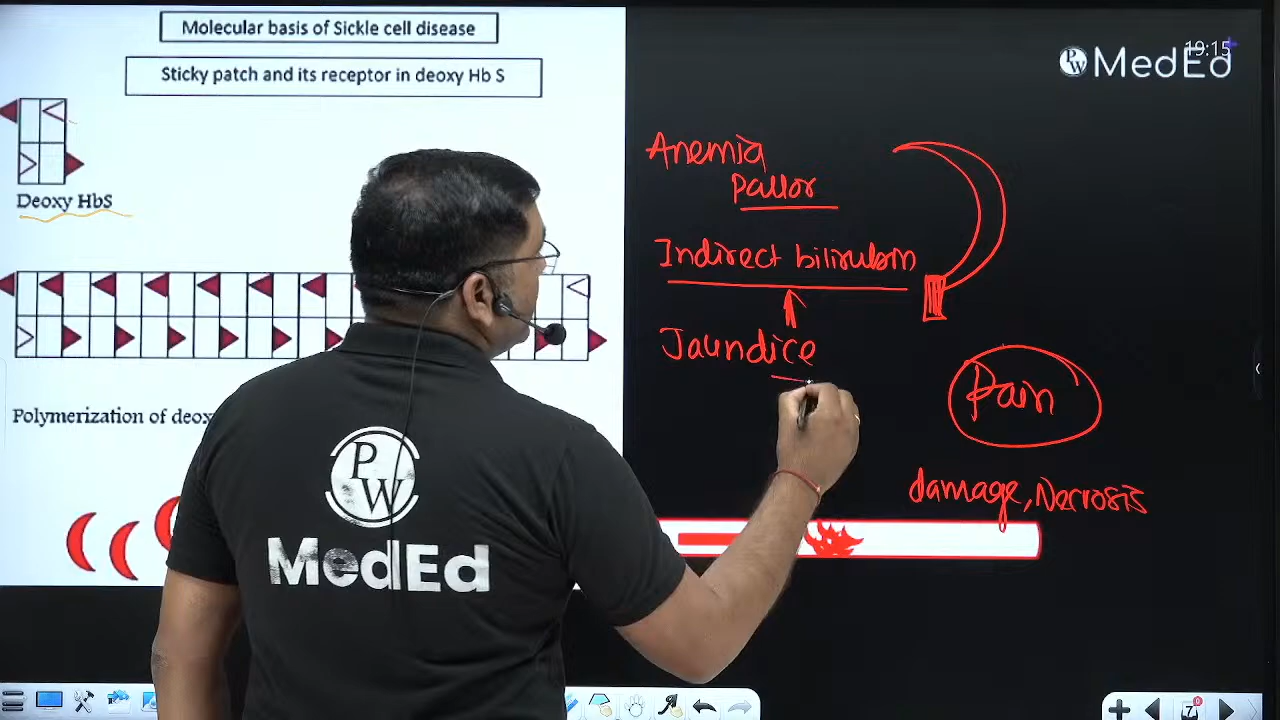 Molecular basis of Sickle cell disease
Sticky patch and its receptor in deoxy Hb S
Deoxy HbS
Polymerization of deox
19:15
PW MedEd
Anemia
Pallor
Indirect bilirubin
Jaundice
Pain
damage, Necrosis
PW
MedEd